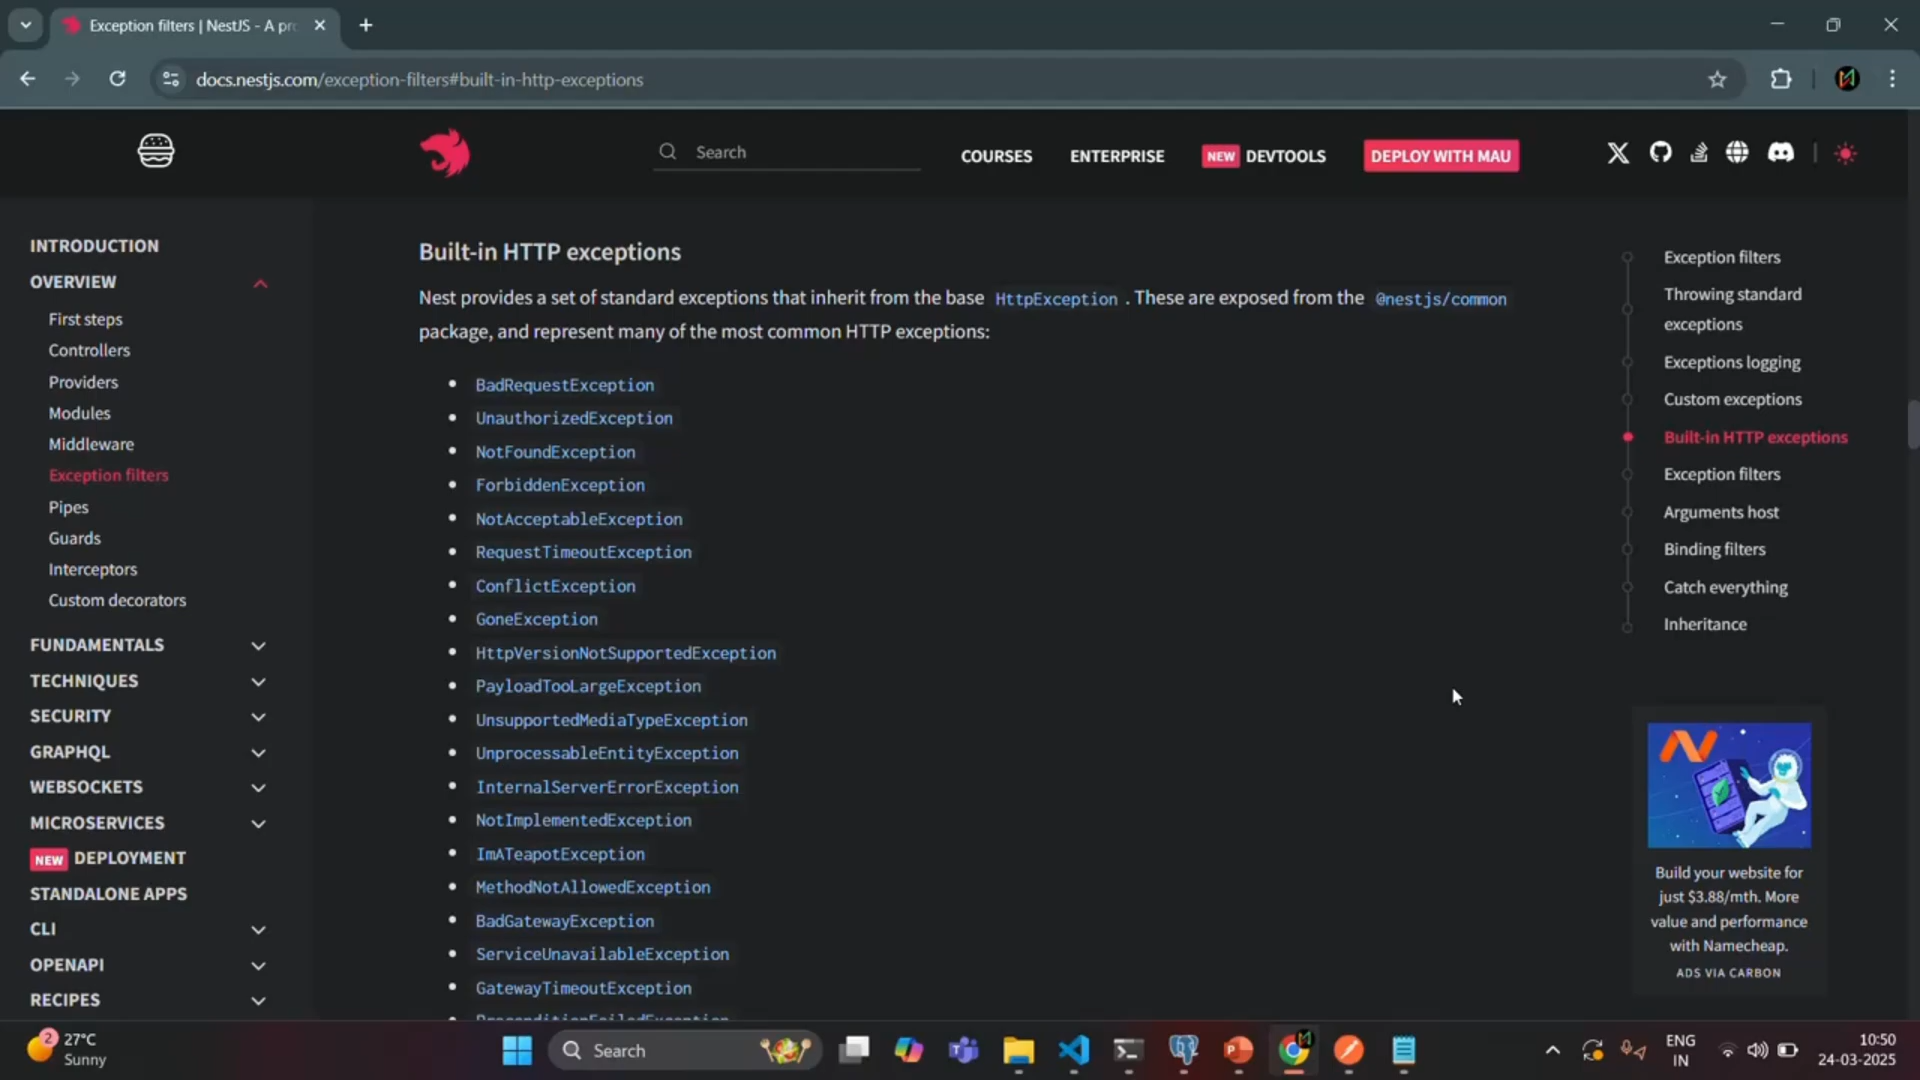 Exception filters | NestJS - A pro
docs.nestjs.com/exception-filters#built-in-http-exceptions
Search
COURSES
ENTERPRISE
NEW DEVTOOLS
DEPLOY WITH MAU
INTRODUCTION
OVERVIEW
First steps
Controllers
Providers
Modules
Middleware
Exception filters
Pipes
Guards
Interceptors
Custom decorators
FUNDAMENTALS
TECHNIQUES
SECURITY
GRAPHQL
WEBSOCKETS
MICROSERVICES
NEW DEPLOYMENT
STANDALONE APPS
CLI
OPENAPI
RECIPES
Built-in HTTP exceptions
Nest provides a set of standard exceptions that inherit from the base HttpException . These are exposed from the @nestjs/common
package, and represent many of the most common HTTP exceptions:
BadRequestException
UnauthorizedException
NotFoundException
ForbiddenException
NotAcceptableException
RequestTimeoutException
ConflictException
GoneException
HttpVersionNotSupportedException
PayloadTooLargeException
UnsupportedMediaTypeException
UnprocessableEntityException
InternalServerErrorException
NotImplementedException
ImATeapotException
MethodNotAllowedException
BadGatewayException
ServiceUnavailableException
GatewayTimeoutException
PreconditionFailedException
Exception filters
Throwing standard
exceptions
Exceptions logging
Custom exceptions
Built-in HTTP exceptions
Exception filters
Arguments host
Binding filters
Catch everything
Inheritance
Build your website for
just $3.88/mth. More
value and performance
with Namecheap.
ADS VIA CARBON
2
27°C
Sunny
Search
ENG
IN
10:50
24-03-2025